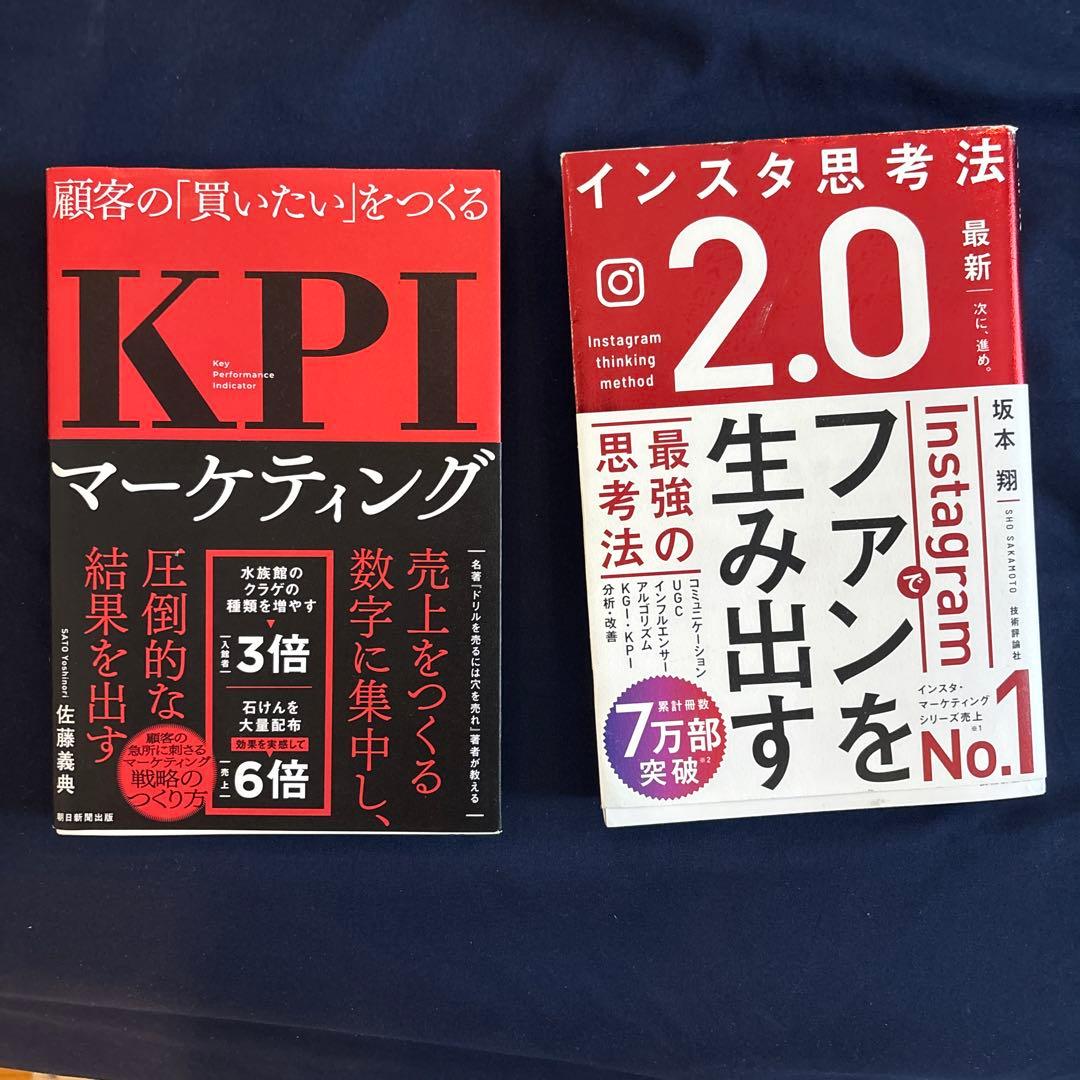 顧客の「買いたい」をつくる
KPI
Key
Performance
Indicator
マーケティング
名著『ドリルを売るには穴を売れ』著者が教える
売上をつくる
数字に集中し、
圧倒的な
結果を出す
水族館の
クラゲの
種類を増やす
入館者
3倍
石けんを
大量配布
効果を実感して
売上
6倍
顧客の
急所に刺さる
マーケティング
戦略の
つくり方
SATO Yoshinori
佐藤義典
朝日新聞出版
インスタ思考法
2.0
最新
次に、進め。
Instagram
thinking
method
坂本 翔
SHO SAKAMOTO
技術評論社
Instagramで
ファンを
生み出す
最強の
思考法
コミュニケーション
UGC
インフルエンサー
アルゴリズム
KGI・KPI
分析・改善
累計冊数
7万部
突破※2
インスタ・
マーケティング
シリーズ売上
※1
No.1